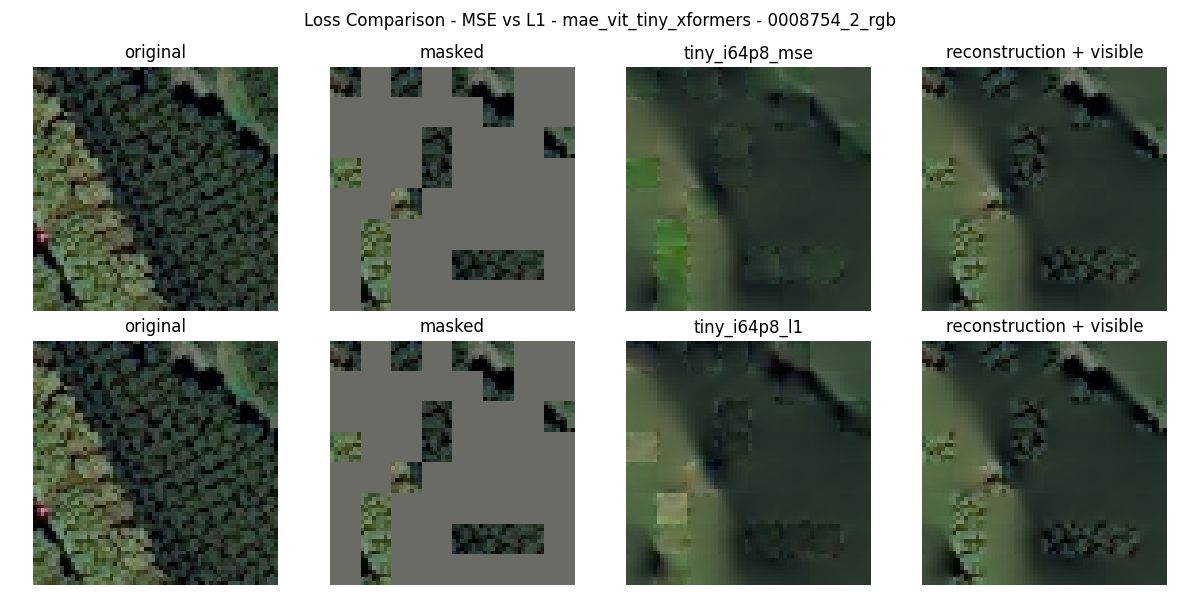 Loss Comparison - MSE vs L1 - mae_vit_tiny_xformers - 0008754_2_rgb
original
masked
tiny_i64p8_mse
reconstruction + visible
original
masked
tiny_i64p8_l1
reconstruction + visible